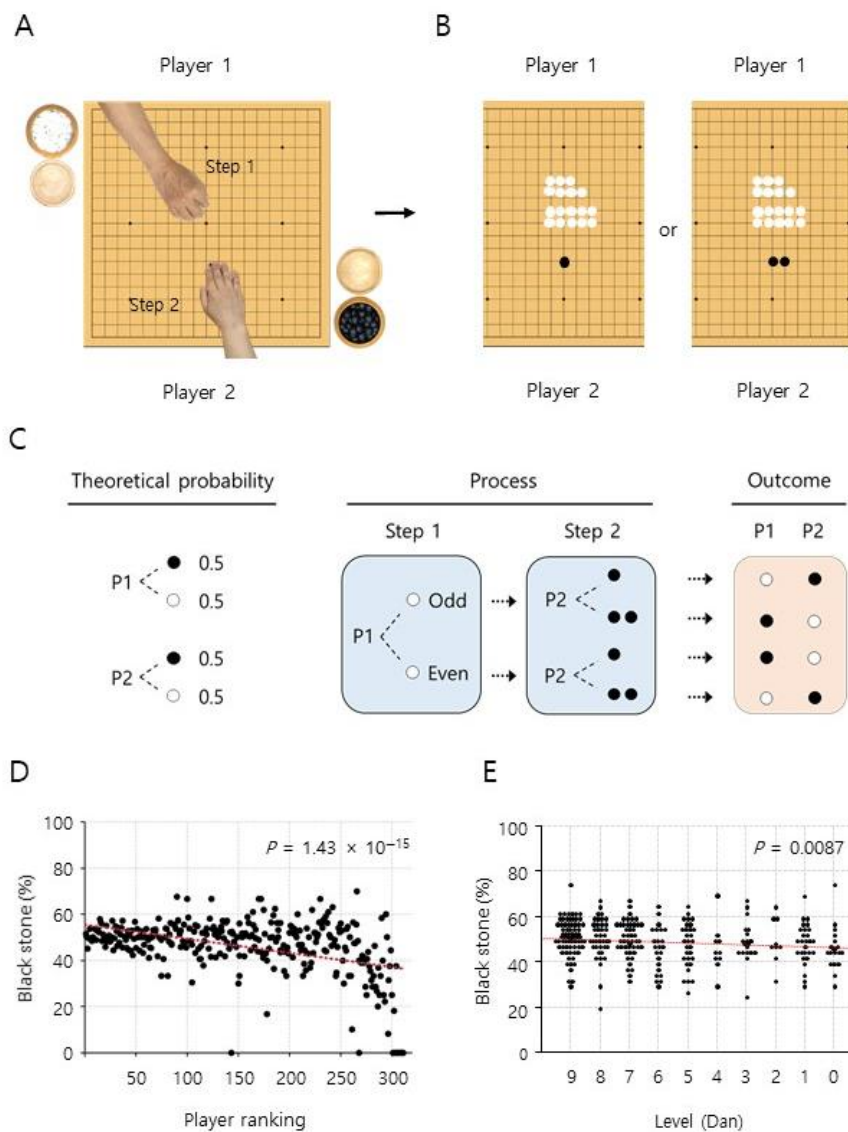 A
B
Player 1
Player 1
Player 1
Step 1
or
Step 2
Player 2
Player 2
Player 2
C
Theoretical probability
Process
Outcome
Step 1
Step 2
P1
P2
P1
0.5
0.5
P1
Odd
P2
P2
0.5
0.5
Even
P2
D
E
100
80
60
40
20
0
Black stone (%)
P = 1.43 × 10⁻¹⁵
50
100
150
200
250
300
Player ranking
100
80
60
40
20
0
Black stone (%)
P = 0.0087
9 8 7 6 5 4 3 2 1 0
Level (Dan)